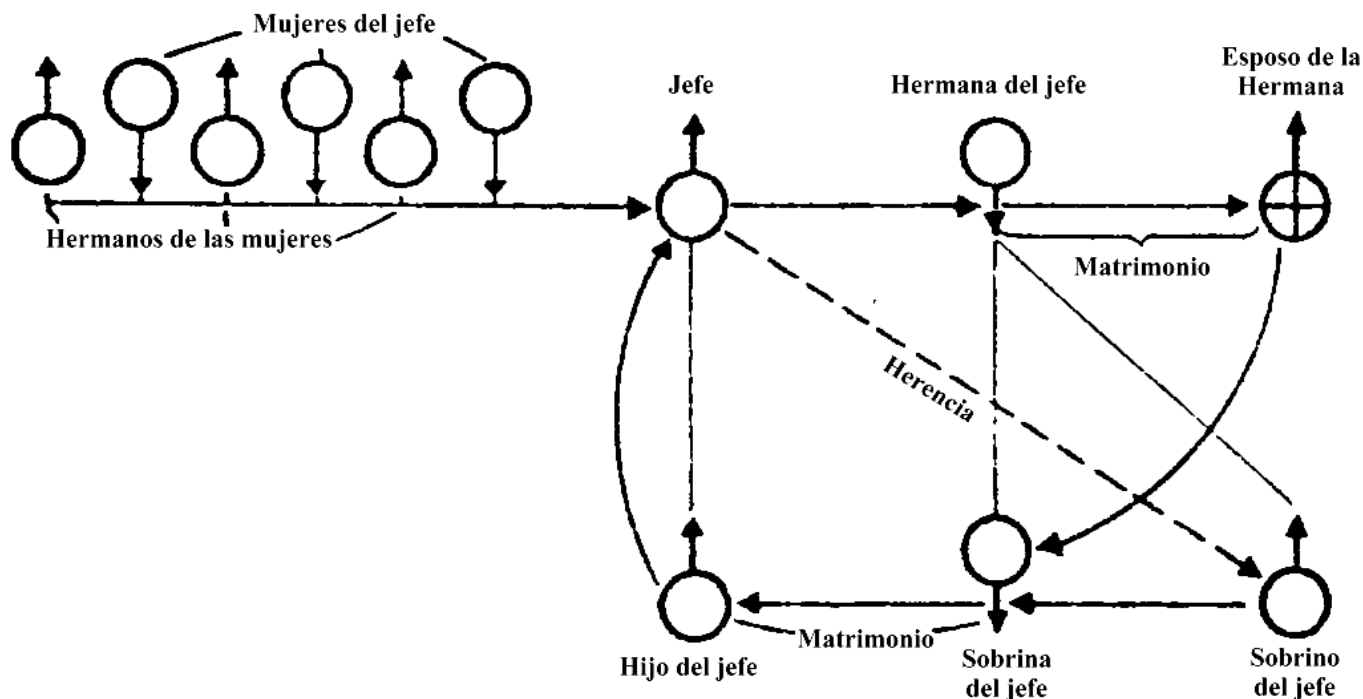 Mujeres del jefe
Jefe
Hermana del jefe
Esposo de la
Hermana
Hermanos de las mujeres
Matrimonio
Herencia
Matrimonio
Hijo del jefe
Sobrina
del jefe
Sobrino
del jefe